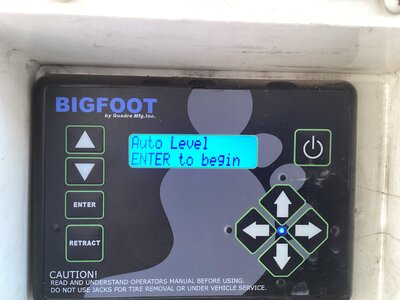 BIGFOOT
by Quadra Mfg.inc.
Auto Level
ENTER to begin
ENTER
RETRACT
CAUTION!
READ AND UNDERSTAND OPERATORS MANUAL BEFORE USING.
DO NOT USE JACKS FOR TIRE REMOVAL OR UNDER VEHICLE SERVICE.